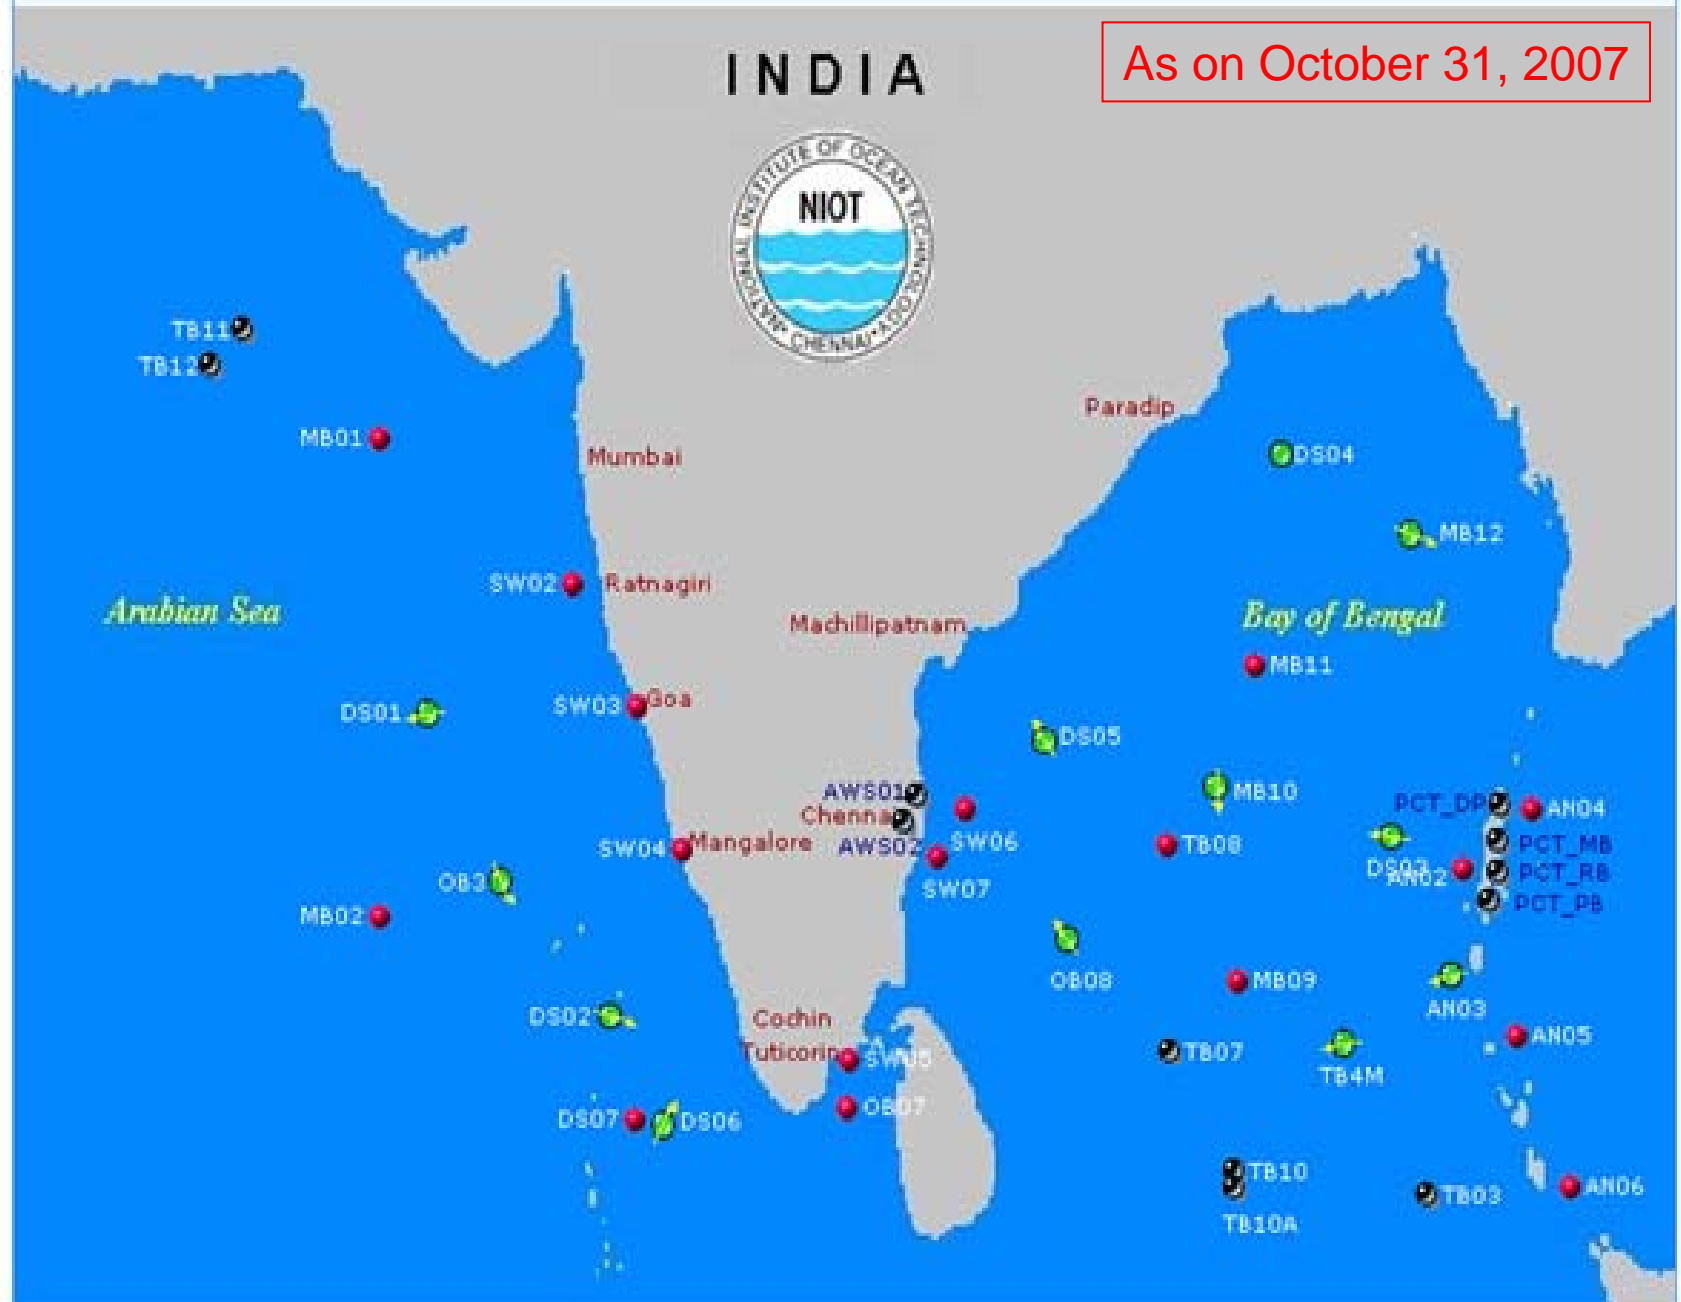 INDIA
As on October 31, 2007
NATIONAL INSTITUTE OF OCEAN TECHNOLOGY
CHENNAI
NIOT
TB11
TB12
Paradip
MB01
Mumbai
DS04
MB12
SW02
Ratnagiri
Arabian Sea
Machillipatnam
Bay of Bengal
MB11
SW03
Goa
DS01
DS05
AWS01
MB10
PCT_DP
AN04
Chenna
SW04
Mangalore
AWS02
SW06
TB08
PCT_MB
DS03
AN02
PCT_RB
OB3
SW07
PCT_PB
MB02
OB08
MB09
AN03
DS02
Cochin
AN05
Tuticorin
SW05
TB07
TB4M
OB07
DS07
DS06
TB10
TB03
AN06
TB10A